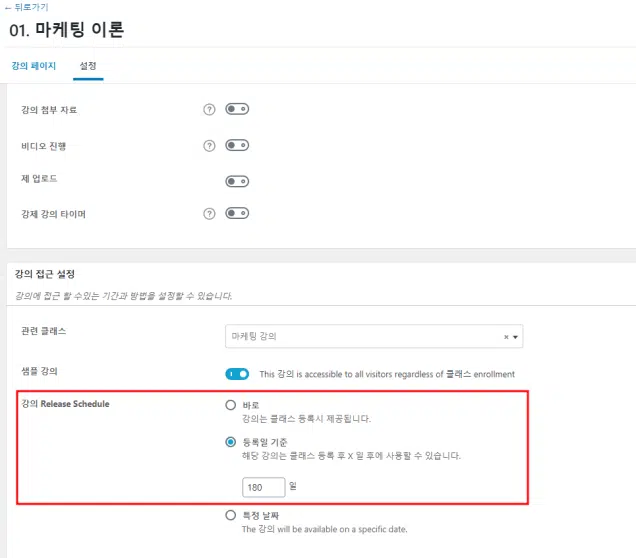 ← 뒤로가기
01. 마케팅 이론
강의 페이지 설정
강의 첨부 자료 ?
비디오 진행 ?
제 업로드
강제 강의 타이머 ?
강의 접근 설정
강의에 접근 할 수있는 기간과 방법을 설정할 수 있습니다.
관련 클래스 마케팅 강의 ×
샘플 강의 This 강의 is accessible to all visitors regardless of 클래스 enrollment
강의 Release Schedule 바로
강의는 클래스 등록시 제공됩니다.
등록일 기준
해당 강의는 클래스 등록 후 X 일 후에 사용할 수 있습니다.
180 일
특정 날짜
The 강의 will be available on a specific date.